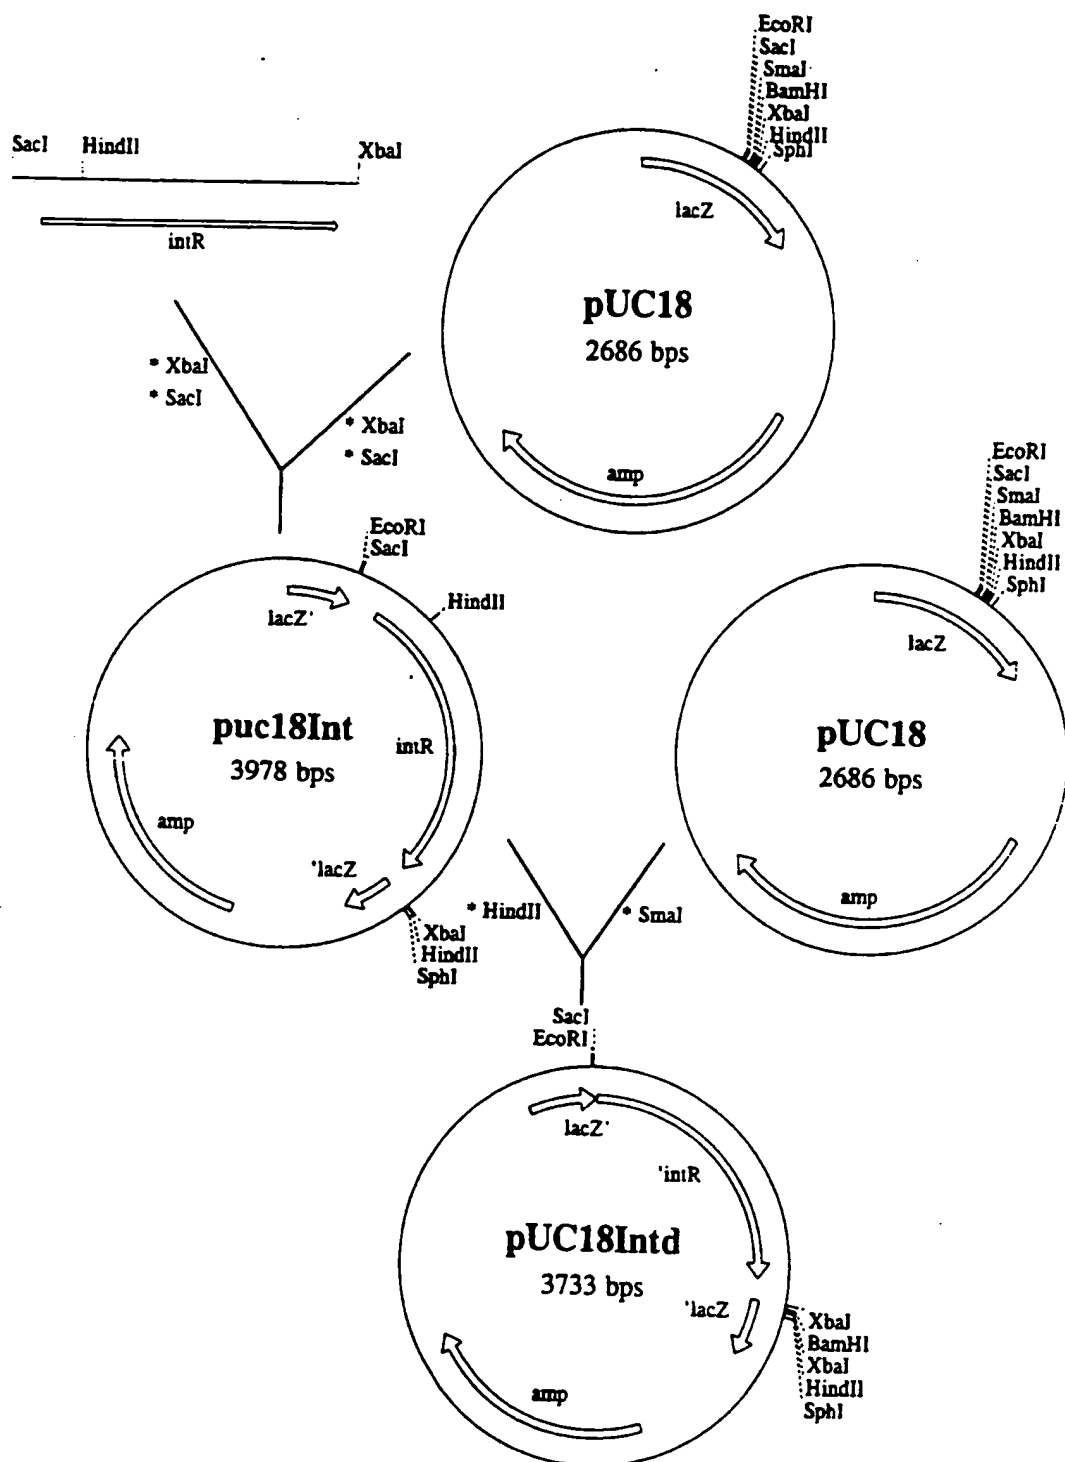 EcoRI
SacI
SmaI
BamHI
XbaI
HindII
SphI
lacZ
pUC18
2686 bps
amp
SacI HindII XbaI
intR
* XbaI
* SacI
* XbaI
* SacI
EcoRI
SacI
HindII
lacZ'
puc18Int
3978 bps
intR
amp
'lacZ
XbaI
HindII
SphI
EcoRI
SacI
SmaI
BamHI
XbaI
HindII
SphI
lacZ
pUC18
2686 bps
amp
* HindII
* SmaI
SacI
EcoRI
lacZ'
'intR
pUC18Intd
3733 bps
'lacZ
amp
XbaI
BamHI
XbaI
HindII
SphI